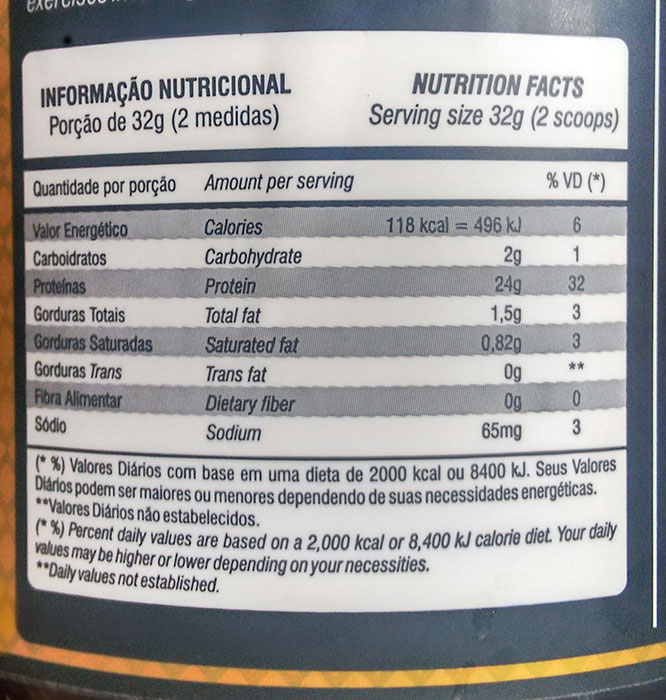 INFORMAÇÃO NUTRICIONAL NUTRITION FACTS
Porção de 32g (2 medidas) Serving size 32g (2 scoops)
Quantidade por porção Amount per serving % VD (*)
Valor Energético Calories 118 kcal = 496 kJ 6
Carboidratos Carbohydrate 2g 1
Proteínas Protein 24g 32
Gorduras Totais Total fat 1,5g 3
Gorduras Saturadas Saturated fat 0,82g 3
Gorduras Trans Trans fat 0g **
Fibra Alimentar Dietary fiber 0g 0
Sódio Sodium 65mg 3
(* %) Valores Diários com base em uma dieta de 2000 kcal ou 8400 kJ. Seus Valores
Diários podem ser maiores ou menores dependendo de suas necessidades energéticas.
**Valores Diários não estabelecidos.
(* %) Percent daily values are based on a 2,000 kcal or 8,400 kJ calorie diet. Your daily
values may be higher or lower depending on your necessities.
**Daily values not established.